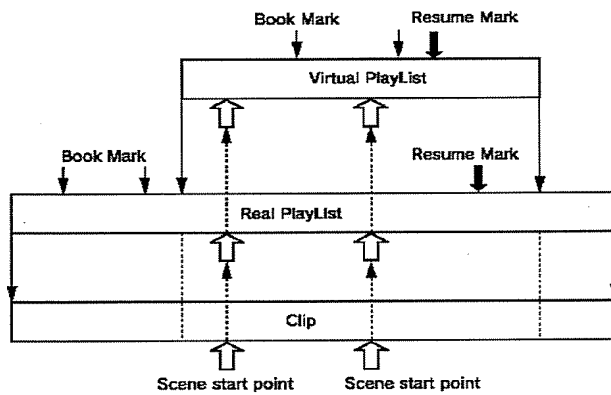 Book Mark Resume Mark
Virtual PlayList
Book Mark Resume Mark
Real PlayList
Clip
Scene start point Scene start point